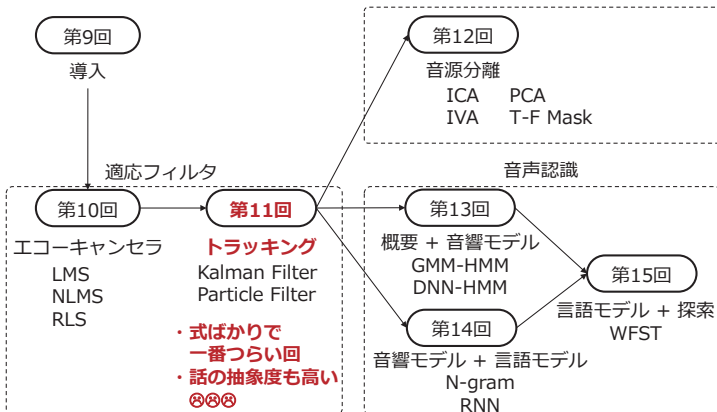 第9回
導入
適応フィルタ
第10回
エコーキャンセラ
LMS
NLMS
RLS
第11回
トラッキング
Kalman Filter
Particle Filter
・式ばかりで
一番つらい回
・話の抽象度も高い
☹☹☹
第12回
音源分離
ICA PCA
IVA T-F Mask
音声認識
第13回
概要 + 音響モデル
GMM-HMM
DNN-HMM
第14回
音響モデル + 言語モデル
N-gram
RNN
第15回
言語モデル + 探索
WFST